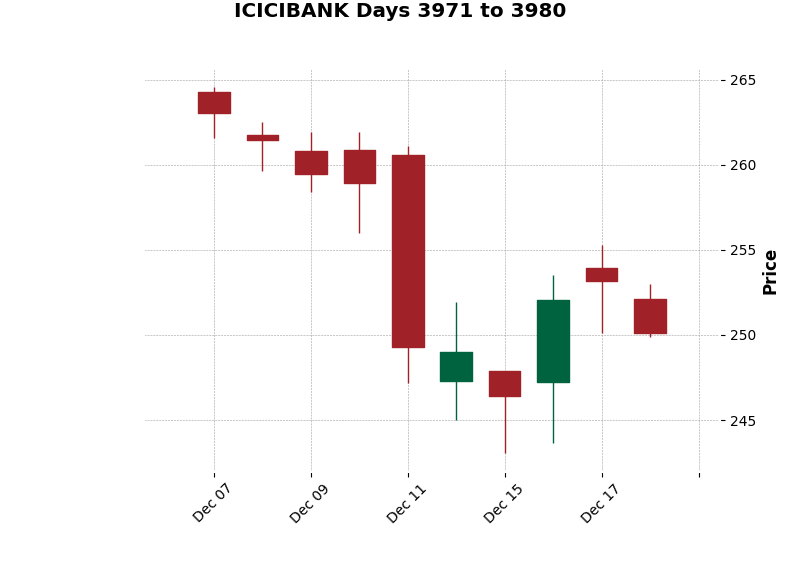 ICICIBANK Days 3971 to 3980
265
260
255
250
245
Price
Dec 07
Dec 09
Dec 11
Dec 15
Dec 17